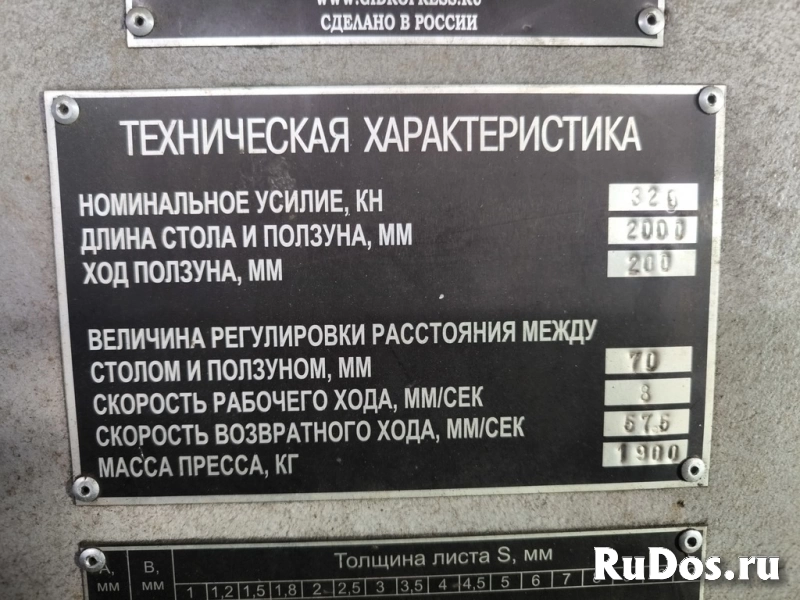 WWW.GIDROPRESS.RU
СДЕЛАНО В РОССИИ
ТЕХНИЧЕСКАЯ ХАРАКТЕРИСТИКА
НОМИНАЛЬНОЕ УСИЛИЕ, КН 320
ДЛИНА СТОЛА И ПОЛЗУНА, ММ 2000
ХОД ПОЛЗУНА, ММ 200
ВЕЛИЧИНА РЕГУЛИРОВКИ РАССТОЯНИЯ МЕЖДУ
СТОЛОМ И ПОЛЗУНОМ, ММ 70
СКОРОСТЬ РАБОЧЕГО ХОДА, ММ/СЕК 8
СКОРОСТЬ ВОЗВРАТНОГО ХОДА, ММ/СЕК
МАССА ПРЕССА, КГ 1900
А, В, Толщина листа S, мм
мм мм 1 1,2 1,5 1,8 2 2,5 3 3,5 4 4,5 5 6 7
RuDos.ru